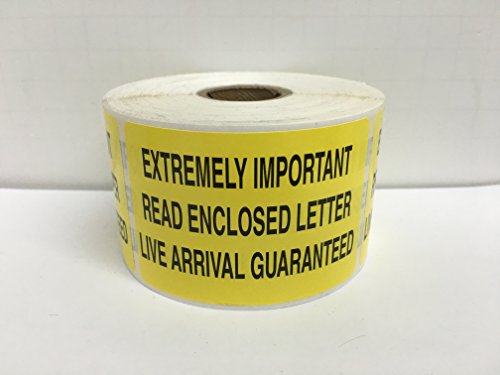 EXTREMELY IMPORTANT
READ ENCLOSED LETTER
LIVE ARRIVAL GUARANTEED